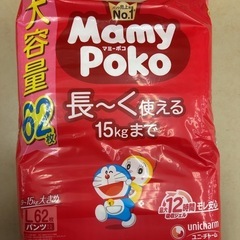 No.1
Mamy
マミーポコ
Poko
大容量
62枚
長〜く使える
15kgまで
L62枚
パンツ
12時間
unicharm
ユニ・チャーム